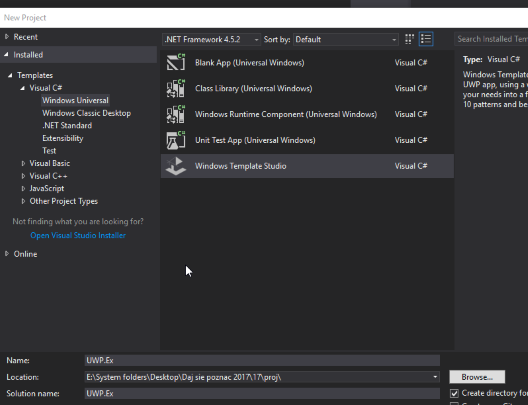 New Project
Recent
Installed
.NET Framework 4.5.2 Sort by: Default
Search Installed
Templates
Visual C#
Windows Universal
Windows Classic Desktop
.NET Standard
Extensibility
Test
Visual Basic
Visual C++
JavaScript
Other Project Types
Not finding what you are looking for?
Open Visual Studio Installer
Online
Blank App (Universal Windows) Visual C#
Class Library (Universal Windows) Visual C#
Windows Runtime Component (Universal Windows) Visual C#
Unit Test App (Universal Windows) Visual C#
Windows Template Studio Visual C#
Type: Visual C#
Windows Templat
UWP app, using a
your needs into a f
10 patterns and be
Name: UWP.Ex
Location: E:\System folders\Desktop\Daj sie poznac 2017\17\proj\ Browse...
Solution name: UWP.Ex Create directory for